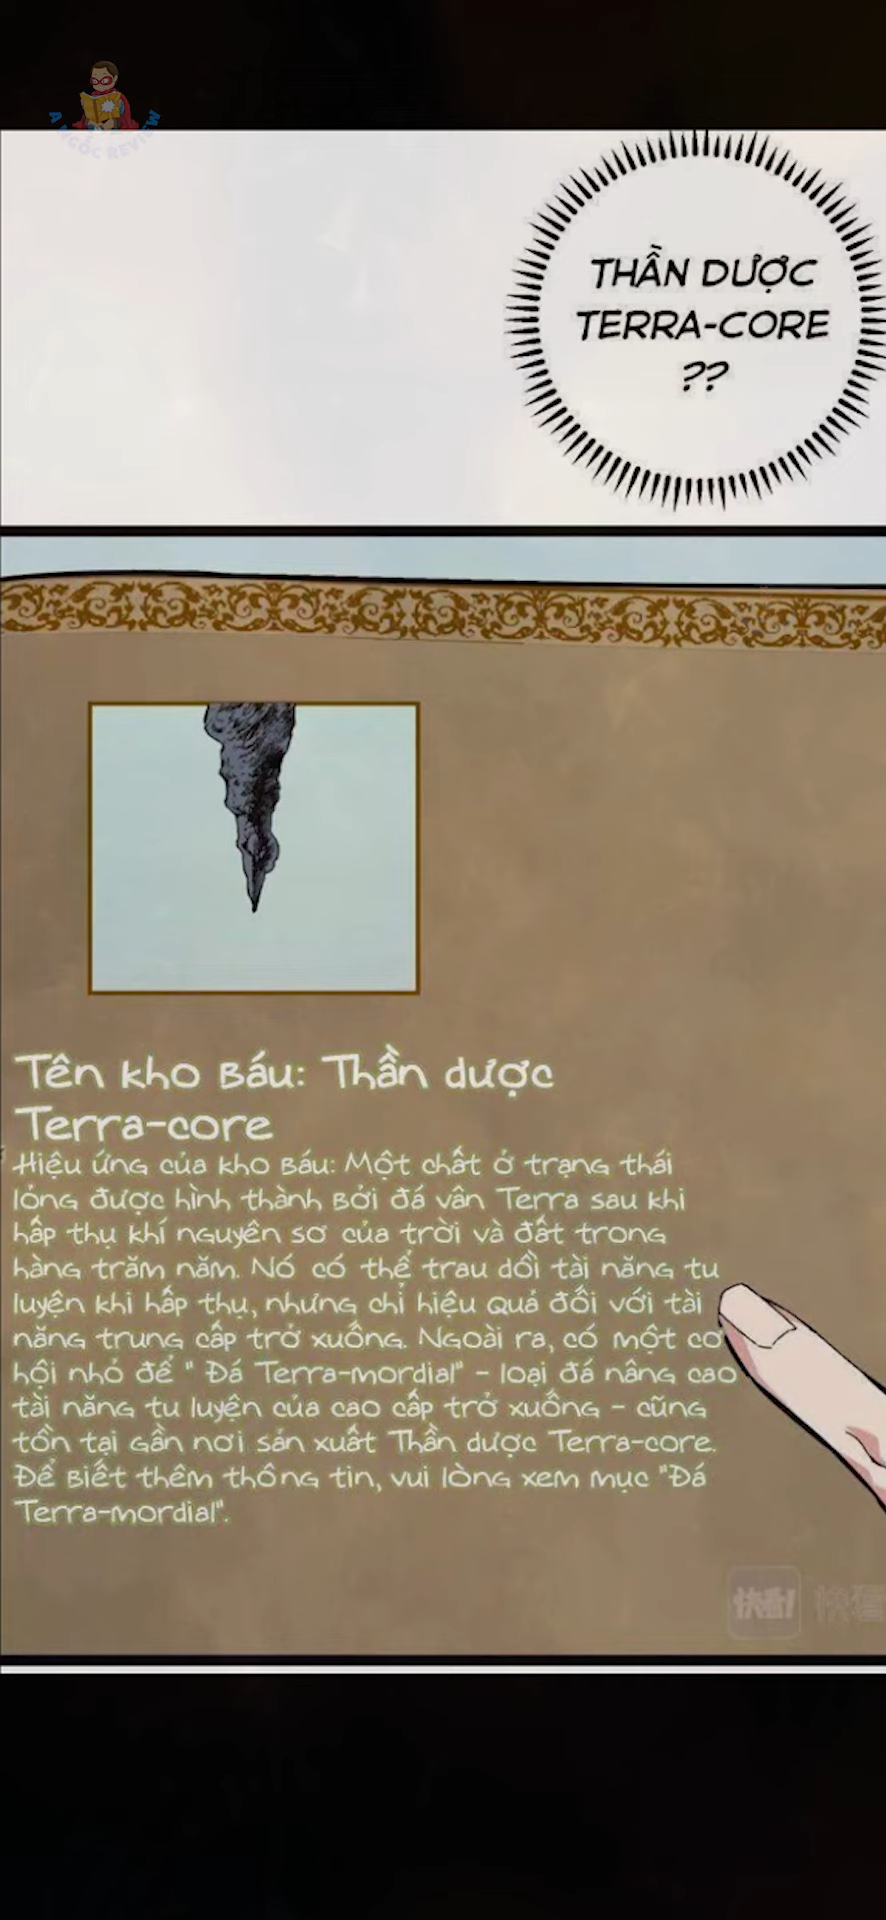 A NGỐC REVIEW
THẦN DƯỢC
TERRA-CORE
??
Tên kho báu: Thần dược
Terra-core
Hiệu ứng của kho báu: Một chất ở trạng thái
lỏng được hình thành bởi đá vân Terra sau khi
hấp thụ khí nguyên sơ của trời và đất trong
hàng trăm năm. Nó có thể trau dồi tài năng tu
luyện khi hấp thụ, nhưng chỉ hiệu quả đối với tài
năng trung cấp trở xuống. Ngoài ra, có một cơ
hội nhỏ để " Đá Terra-mordial" - loại đá nâng cao
tài năng tu luyện của cao cấp trở xuống - cũng
tồn tại gần nơi sản xuất Thần dược Terra-core.
Để biết thêm thông tin, vui lòng xem mục "Đá
Terra-mordial".
快看! 快看